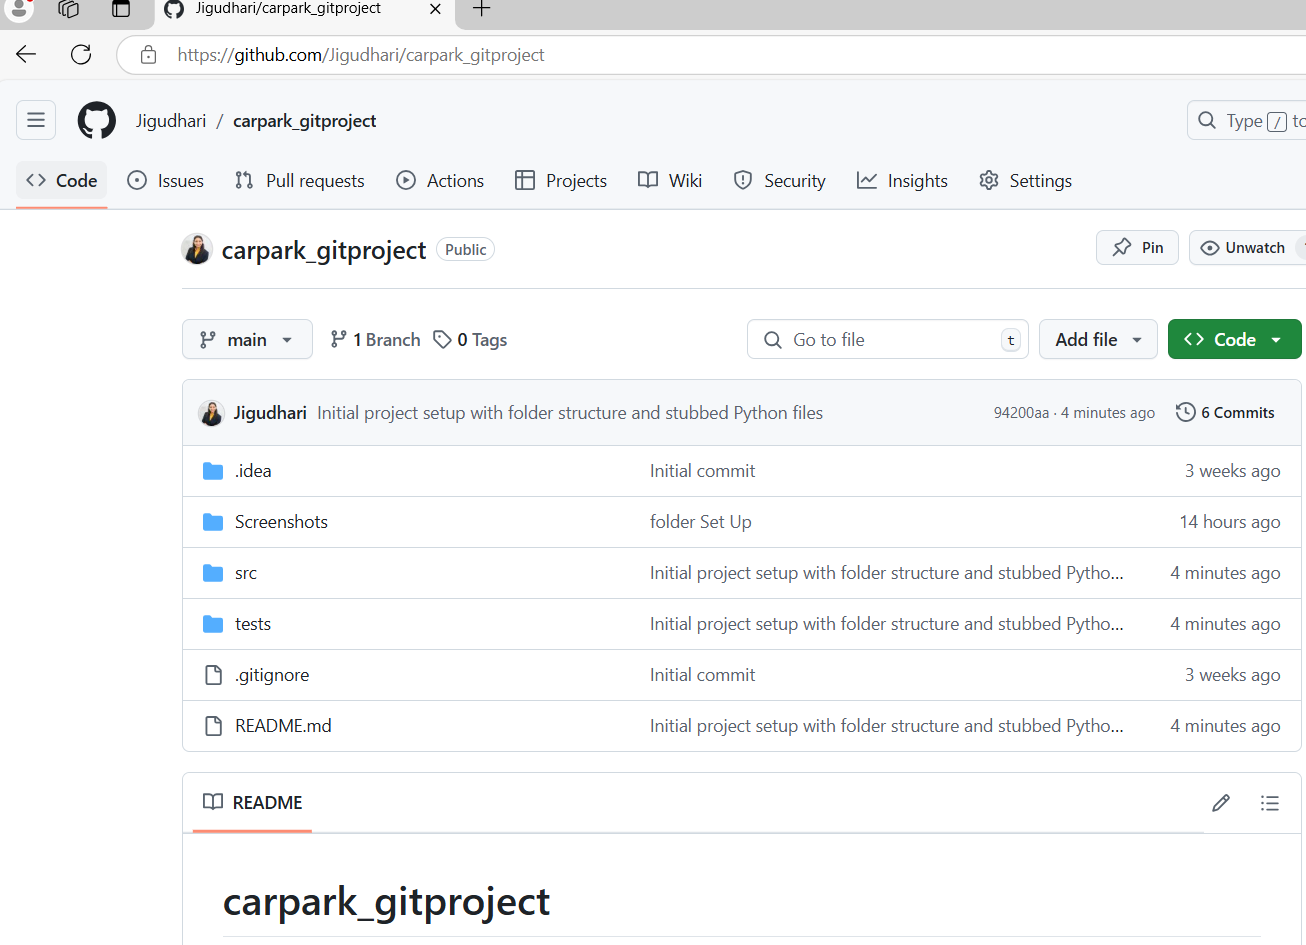 Jigudhari/carpark_gitproject
https://github.com/Jigudhari/carpark_gitproject
Jigudhari / carpark_gitproject
Type / to
Code Issues Pull requests Actions Projects Wiki Security Insights Settings
carpark_gitproject Public Pin Unwatch
main 1 Branch 0 Tags Go to file t Add file Code
Jigudhari Initial project setup with folder structure and stubbed Python files 94200aa · 4 minutes ago 6 Commits
.idea Initial commit 3 weeks ago
Screenshots folder Set Up 14 hours ago
src Initial project setup with folder structure and stubbed Pytho... 4 minutes ago
tests Initial project setup with folder structure and stubbed Pytho... 4 minutes ago
.gitignore Initial commit 3 weeks ago
README.md Initial project setup with folder structure and stubbed Pytho... 4 minutes ago
README
carpark_gitproject